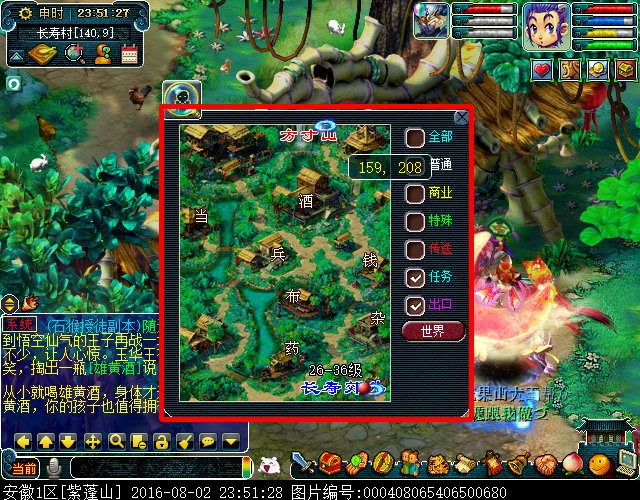 申时 23:51:27
长寿村[140,9]
方寸山
全部
159, 208
普通
商业
当
酒
特殊
兵
钱
传送
任务
布
出口
杂
世界
药
26-36级
系统 (石猴授徒副本)随
到悟空仙气的王子再战一
不少，让人心惊。玉华王
笑，掏出一瓶[雄黄酒]说
从小就喝雄黄酒，身体才
黄酒，你的孩子也值得拥
当前
安徽1区[紫蓬山] 2016-08-02 23:51:28 图片编号:000408065406500680